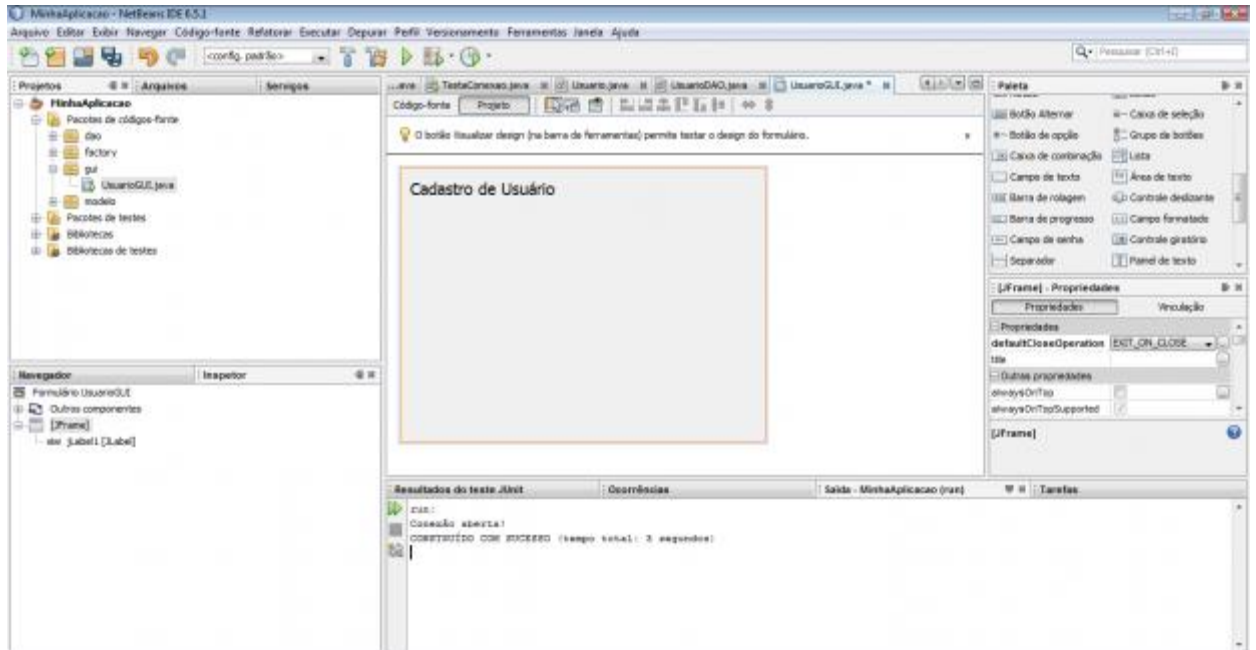 MinhaAplicacao - NetBeans IDE 6.5.1
Arquivo Editar Exibir Navegar Código-fonte Refatorar Executar Depurar Perfil Versionamento Ferramentas Janela Ajuda
<config. padrão>
Pesquisar (Ctrl+I)
Projetos Arquivos Serviços
MinhaAplicacao
Pacotes de códigos-fonte
dao
factory
gui
UsuarioGUI.java
modelo
Pacotes de testes
Bibliotecas
Bibliotecas de testes
Navegador Inspetor
Formulário UsuarioGUI
Outros componentes
[JFrame]
jLabel1 [JLabel]
...ava TestaConexao.java Usuario.java UsuarioDAO.java UsuarioGUI.java *
Código-fonte Projeto
O botão Visualizar design (na barra de ferramentas) permite testar o design do formulário.
Cadastro de Usuário
Paleta
Botão Alternar Caixa de seleção
Botão de opção Grupo de botões
Caixa de combinação Lista
Campo de texto Área de texto
Barra de rolagem Controle deslizante
Barra de progresso Campo formatado
Campo de senha Controle giratório
Separador Painel de texto
[JFrame] - Propriedades
Propriedades Vinculação
Propriedades
defaultCloseOperation EXIT_ON_CLOSE
title
Outras propriedades
alwaysOnTop
alwaysOnTopSupported
[JFrame]
Resultados do teste JUnit Ocorrências Saída - MinhaAplicacao (run) Tarefas
run:
Conexão aberta!
CONSTRUÍDO COM SUCESSO (tempo total: 3 segundos)